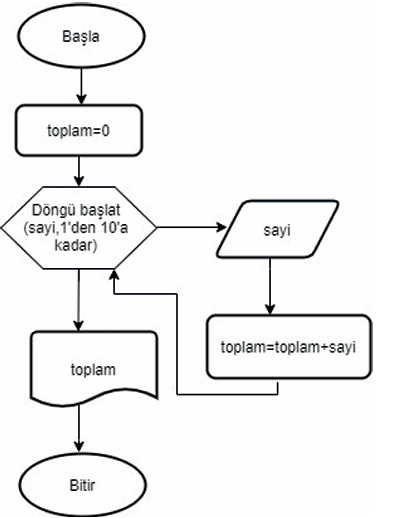 Başla
toplam=0
Döngü başlat
(sayi,1'den 10'a
kadar)
sayi
toplam=toplam+sayi
toplam
Bitir